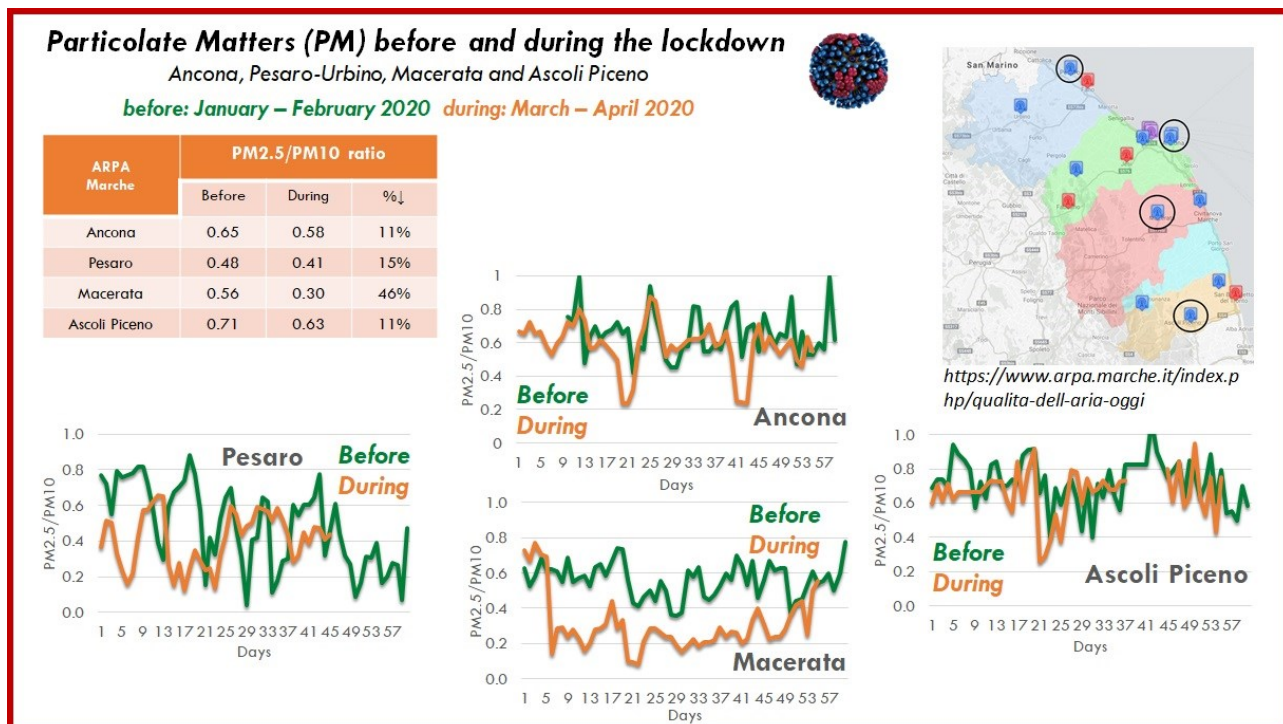 Particolate Matters (PM) before and during the lockdown
Ancona, Pesaro-Urbino, Macerata and Ascoli Piceno
before: January – February 2020 during: March – April 2020
ARPA Marche
PM2.5/PM10 ratio
Before During %↓
Ancona 0.65 0.58 11%
Pesaro 0.48 0.41 15%
Macerata 0.56 0.30 46%
Ascoli Piceno 0.71 0.63 11%
San Marino
https://www.arpa.marche.it/index.p
hp/qualita-dell-aria-oggi
PM2.5/PM10
1
0.8
0.6
0.4
0.2
0
Before
During
Ancona
1 5 9 13 17 21 25 29 33 37 41 45 49 53 57
Days
PM2.5/PM10
1.0
0.8
0.6
0.4
0.2
0.0
Pesaro
Before
During
1 5 9 13 17 21 25 29 33 37 41 45 49 53 57
Days
PM2.5/PM10
1.0
0.8
0.6
0.4
0.2
0.0
Before
During
Macerata
1 5 9 13 17 21 25 29 33 37 41 45 49 53 57
Days
PM2.5/PM10
1.0
0.8
0.6
0.4
0.2
0.0
Before
During
Ascoli Piceno
1 5 9 13 17 21 25 29 33 37 41 45 49 53 57
Days